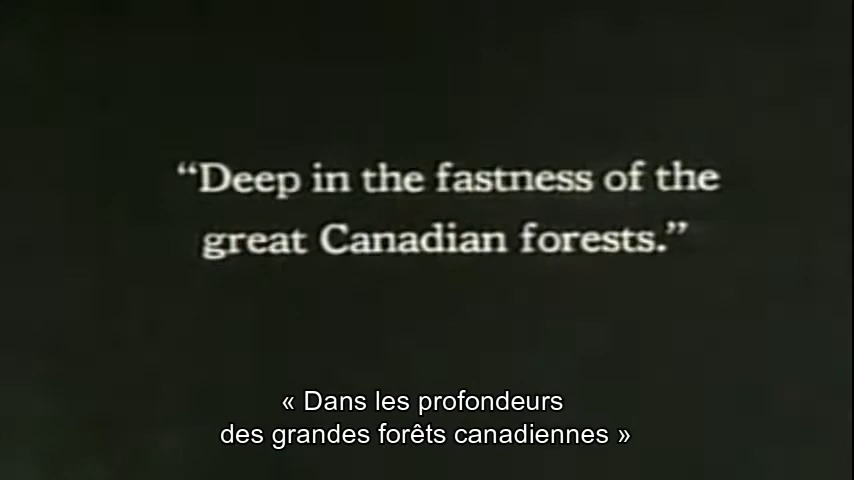 “Deep in the fastness of the
great Canadian forests.”
« Dans les profondeurs
des grandes forêts canadiennes »